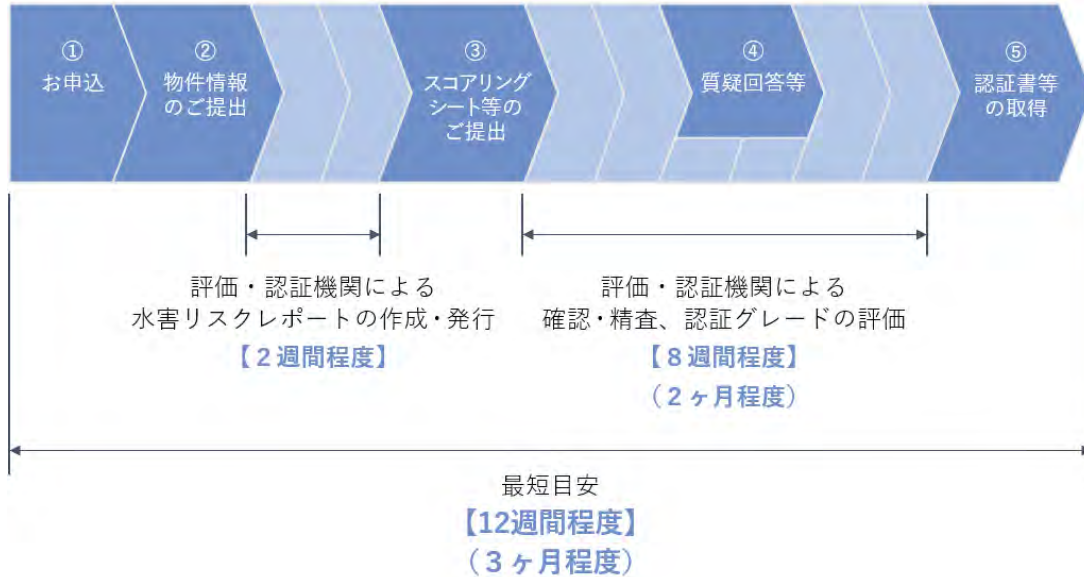 ①
お申込
②
物件情報
のご提出
③
スコアリング
シート等の
ご提出
④
質疑回答等
⑤
認証書等
の取得
評価・認証機関による
水害リスクレポートの作成・発行
【２週間程度】
評価・認証機関による
確認・精査、認証グレードの評価
【８週間程度】
（２ヶ月程度）
最短目安
【12週間程度】
（３ヶ月程度）